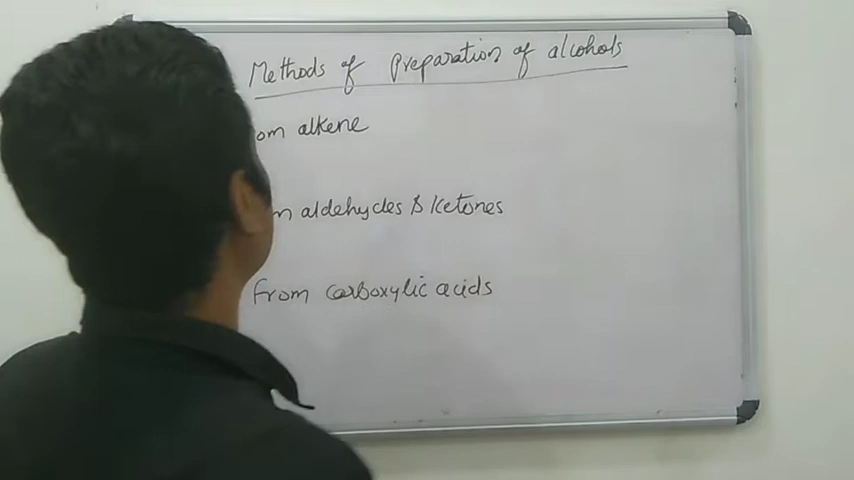 Methods of Preparation of alcohols
om alkene
m aldehydes & Ketones
From carboxylic acids